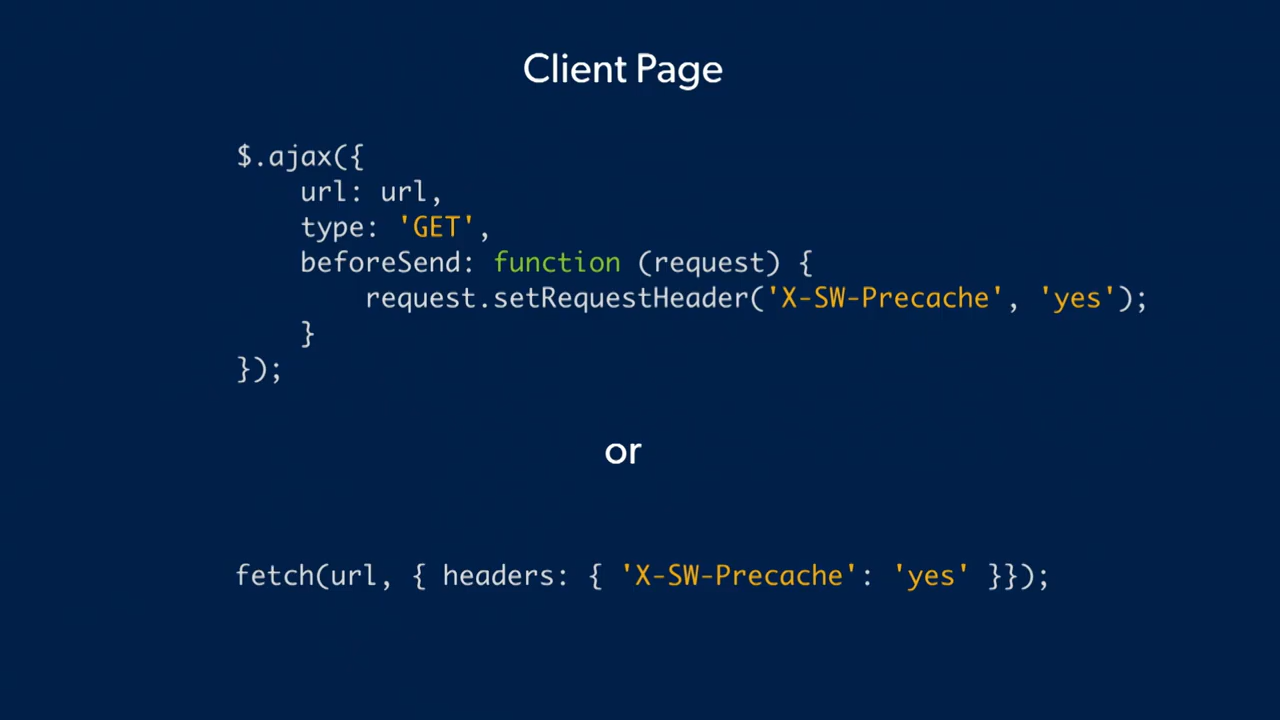 Client Page
$.ajax({
    url: url,
    type: 'GET',
    beforeSend: function (request) {
        request.setRequestHeader('X-SW-Precache', 'yes');
    }
});
or
fetch(url, { headers: { 'X-SW-Precache': 'yes' }});